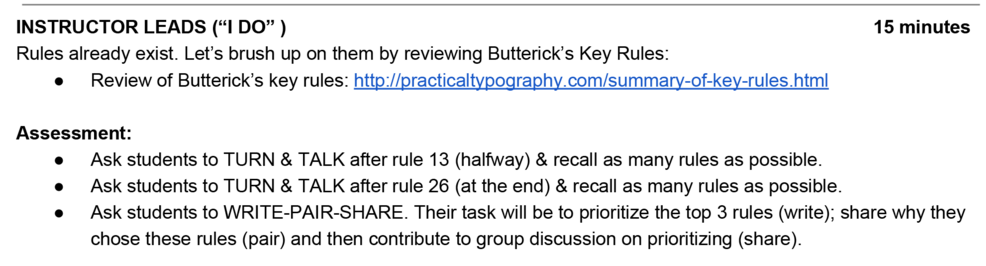 INSTRUCTOR LEADS (“I DO” ) 15 minutes
Rules already exist. Let’s brush up on them by reviewing Butterick’s Key Rules:
● Review of Butterick’s key rules: http://practicaltypography.com/summary-of-key-rules.html
Assessment:
● Ask students to TURN & TALK after rule 13 (halfway) & recall as many rules as possible.
● Ask students to TURN & TALK after rule 26 (at the end) & recall as many rules as possible.
● Ask students to WRITE-PAIR-SHARE. Their task will be to prioritize the top 3 rules (write); share why they
chose these rules (pair) and then contribute to group discussion on prioritizing (share).